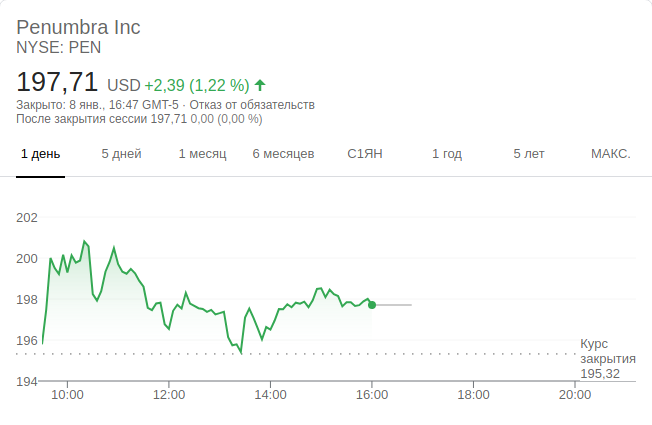 Penumbra Inc
NYSE: PEN
197,71 USD +2,39 (1,22 %)
Закрыто: 8 янв., 16:47 GMT-5 · Отказ от обязательств
После закрытия сессии 197,71 0,00 (0,00 %)
1 день 5 дней 1 месяц 6 месяцев С1ЯН 1 год 5 лет МАКС.
202
200
198
196
194
Курс
закрытия
195,32
10:00 12:00 14:00 16:00 18:00 20:00